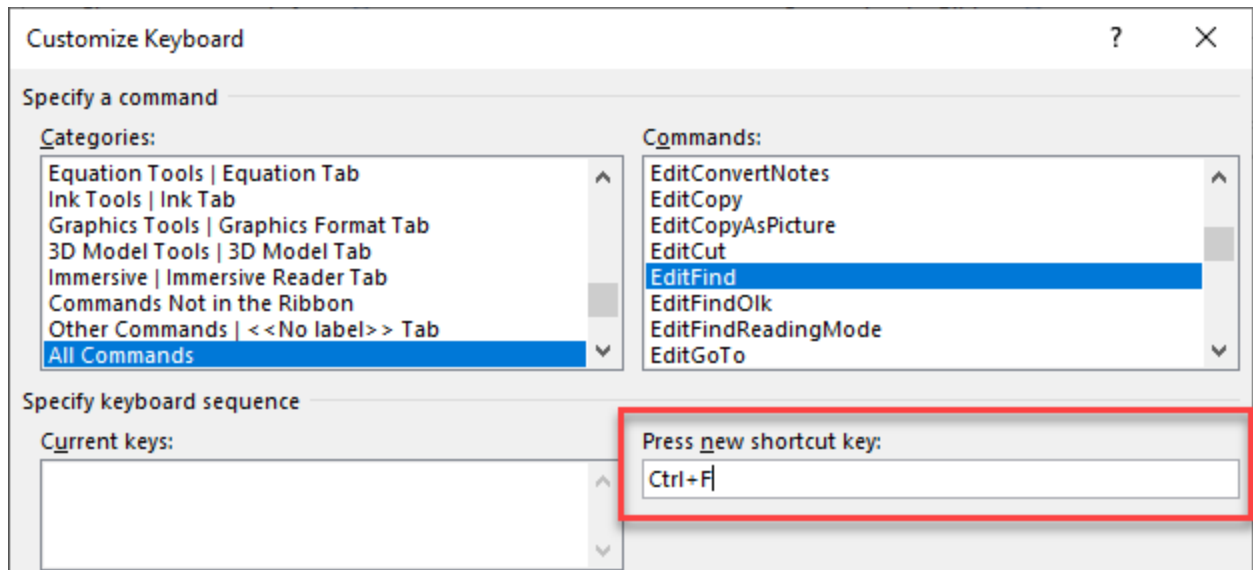 Customize Keyboard
?
Specify a command
Categories:
Commands:
Equation Tools | Equation Tab
Ink Tools | Ink Tab
Graphics Tools | Graphics Format Tab
3D Model Tools | 3D Model Tab
Immersive | Immersive Reader Tab
Commands Not in the Ribbon
Other Commands | <<No label>> Tab
All Commands
EditConvertNotes
EditCopy
EditCopyAsPicture
EditCut
EditFind
EditFindOlk
EditFindReadingMode
EditGoTo
Specify keyboard sequence
Current keys:
Press new shortcut key:
Ctrl+F